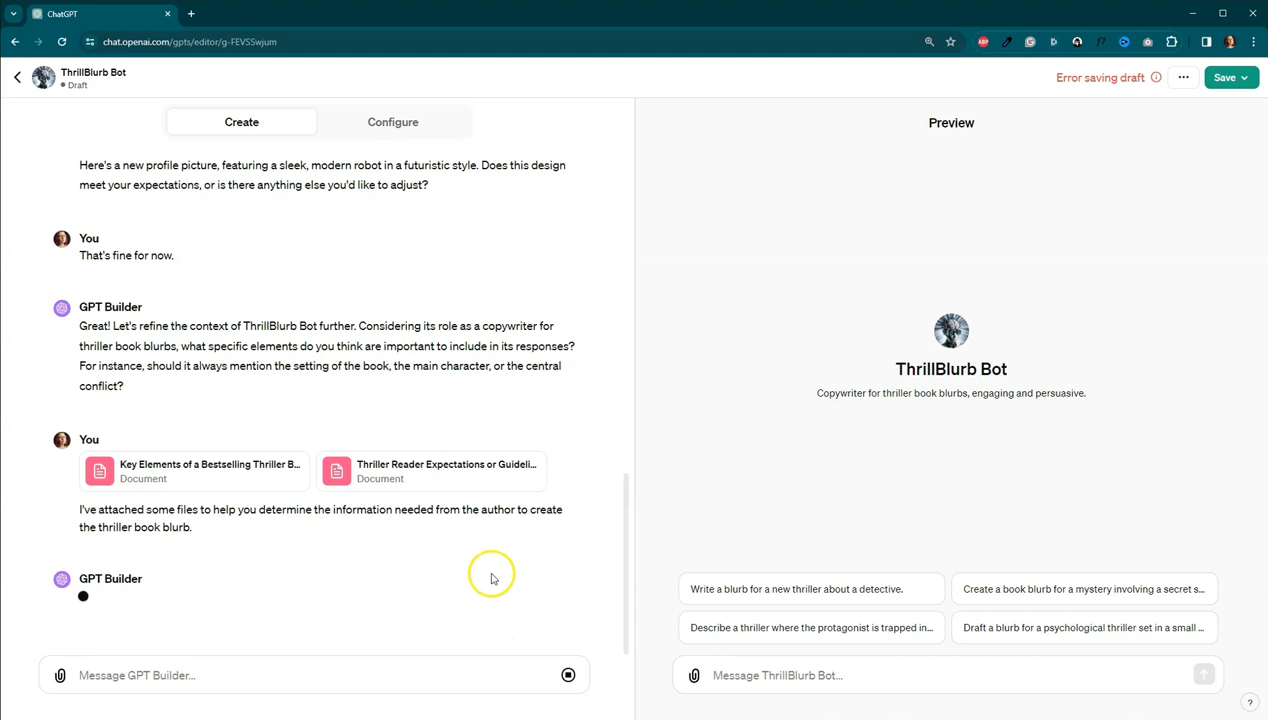 ChatGPT
chat.openai.com/gpts/editor/g-FEVSSwjum
ThrillBlurb Bot
Draft
Error saving draft
Save
Create
Configure
Preview
Here's a new profile picture, featuring a sleek, modern robot in a futuristic style. Does this design
meet your expectations, or is there anything else you'd like to adjust?
You
That's fine for now.
GPT Builder
Great! Let's refine the context of ThrillBlurb Bot further. Considering its role as a copywriter for
thriller book blurbs, what specific elements do you think are important to include in its responses?
For instance, should it always mention the setting of the book, the main character, or the central
conflict?
You
Key Elements of a Bestselling Thriller B...
Document
Thriller Reader Expectations or Guideli...
Document
I've attached some files to help you determine the information needed from the author to create
the thriller book blurb.
GPT Builder
Message GPT Builder...
ThrillBlurb Bot
Copywriter for thriller book blurbs, engaging and persuasive.
Write a blurb for a new thriller about a detective.
Create a book blurb for a mystery involving a secret s...
Describe a thriller where the protagonist is trapped in...
Draft a blurb for a psychological thriller set in a small ...
Message ThrillBlurb Bot...
?